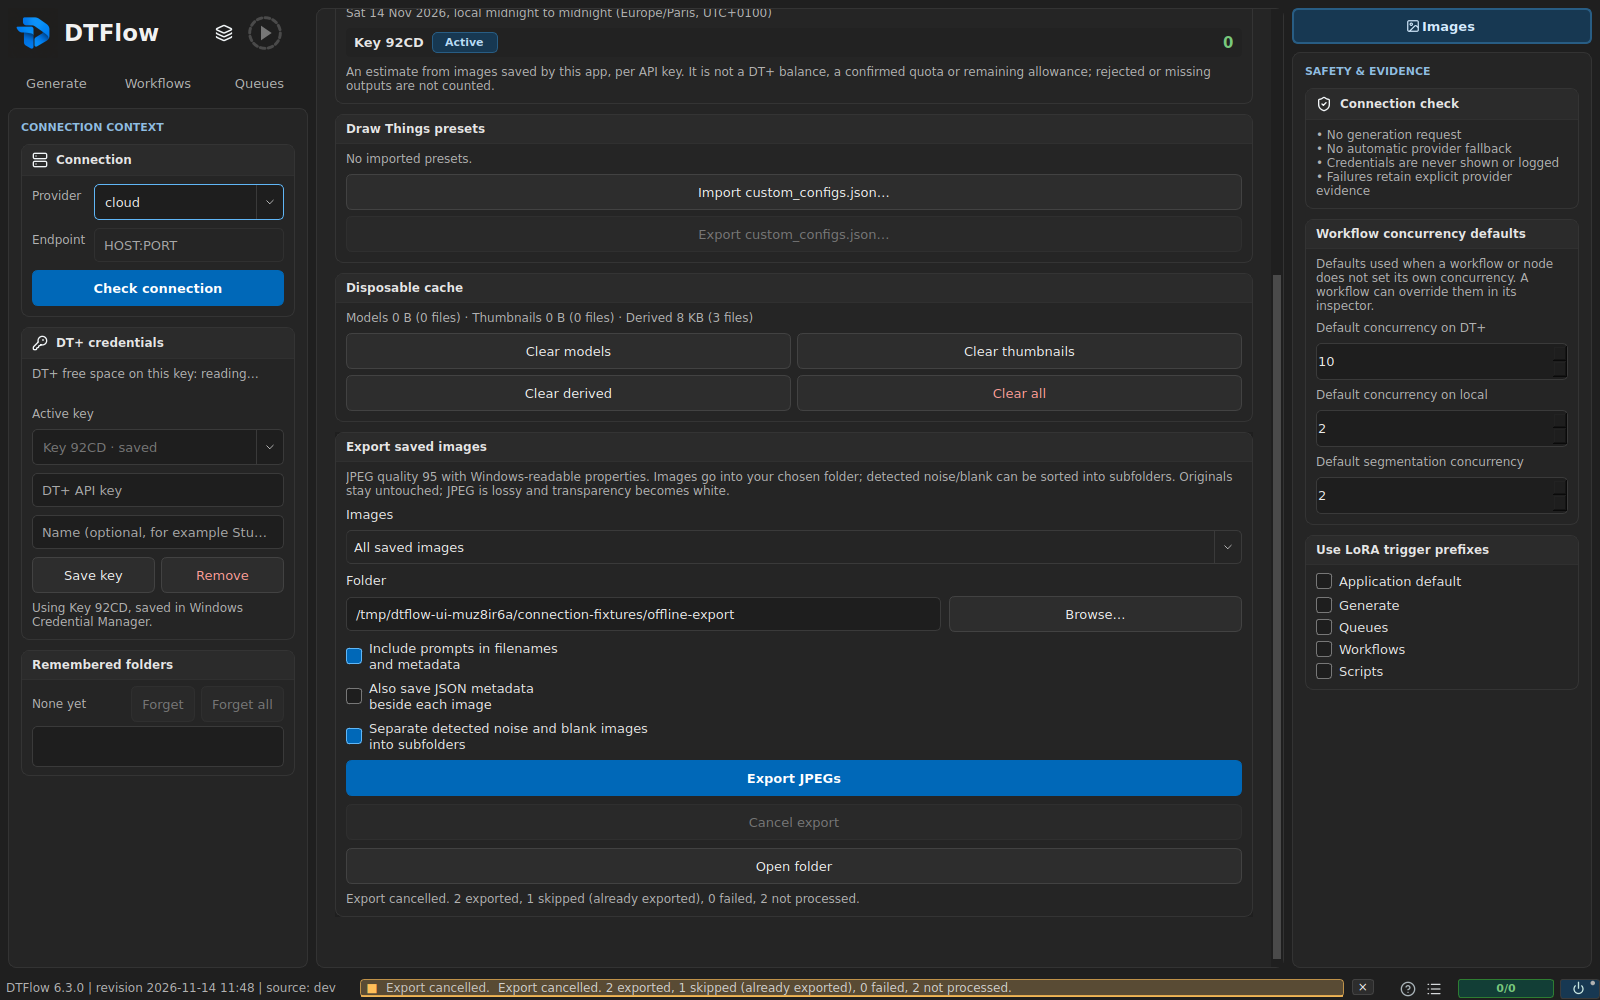 DTFlow
Generate
Workflows
Queues
CONNECTION CONTEXT
Connection
Provider
cloud
Endpoint
HOST:PORT
Check connection
DT+ credentials
DT+ free space on this key: reading...
Active key
Key 92CD · saved
DT+ API key
Name (optional, for example Stu...
Save key
Remove
Using Key 92CD, saved in Windows
Credential Manager.
Remembered folders
None yet
Forget
Forget all
Sat 14 Nov 2026, local midnight to midnight (Europe/Paris, UTC+0100)
Key 92CD
Active
0
An estimate from images saved by this app, per API key. It is not a DT+ balance, a confirmed quota or remaining allowance; rejected or missing
outputs are not counted.
Draw Things presets
No imported presets.
Import custom_configs.json...
Export custom_configs.json...
Disposable cache
Models 0 B (0 files) · Thumbnails 0 B (0 files) · Derived 8 KB (3 files)
Clear models
Clear thumbnails
Clear derived
Clear all
Export saved images
JPEG quality 95 with Windows-readable properties. Images go into your chosen folder; detected noise/blank can be sorted into subfolders. Originals
stay untouched; JPEG is lossy and transparency becomes white.
Images
All saved images
Folder
/tmp/dtflow-ui-muz8ir6a/connection-fixtures/offline-export
Browse...
Include prompts in filenames
and metadata
Also save JSON metadata
beside each image
Separate detected noise and blank images
into subfolders
Export JPEGs
Cancel export
Open folder
Export cancelled. 2 exported, 1 skipped (already exported), 0 failed, 2 not processed.
Images
SAFETY & EVIDENCE
Connection check
• No generation request
• No automatic provider fallback
• Credentials are never shown or logged
• Failures retain explicit provider
evidence
Workflow concurrency defaults
Defaults used when a workflow or node
does not set its own concurrency. A
workflow can override them in its
inspector.
Default concurrency on DT+
10
Default concurrency on local
2
Default segmentation concurrency
2
Use LoRA trigger prefixes
Application default
Generate
Queues
Workflows
Scripts
DTFlow 6.3.0 | revision 2026-11-14 11:48 | source: dev
Export cancelled. Export cancelled. 2 exported, 1 skipped (already exported), 0 failed, 2 not processed.
0/0